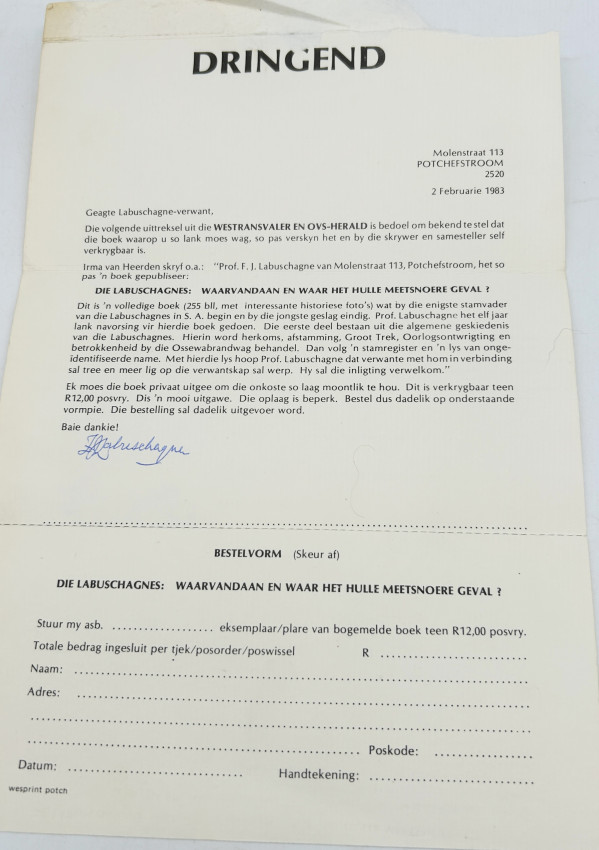 DRINGEND
Molenstraat 113
POTCHEFSTROOM
2520
2 Februarie 1983
Geagte Labuschagne-verwant,
Die volgende uittreksel uit die WESTRANSVALER EN OVS-HERALD is bedoel om bekend te stel dat
die boek waarop u so lank moes wag, so pas verskyn het en by die skrywer en samesteller self
verkrygbaar is.
Irma van Heerden skryf o.a.: "Prof. F. J. Labuschagne van Molenstraat 113, Potchefstroom, het so
pas 'n boek gepubliseer:
DIE LABUSCHAGNES: WAARVANDAAN EN WAAR HET HULLE MEETSNOERE GEVAL ?
Dit is 'n volledige boek (255 bll, met interessante historiese foto's) wat by die enigste stamvader
van die Labuschagnes in S. A. begin en by die jongste geslag eindig. Prof. Labuschagne het elf jaar
lank navorsing vir hierdie boek gedoen. Die eerste deel bestaan uit die algemene geskiedenis
van die Labuschagnes. Hierin word herkoms, afstamming, Groot Trek, Oorlogsontwrigting en
betrokkenheid by die Ossewabrandwag behandel. Dan volg 'n stamregister en 'n lys van onge-
identifiseerde name. Met hierdie lys hoop Prof. Labuschagne dat verwante met hom in verbinding
sal tree en meer lig op die verwantskap sal werp. Hy sal die inligting verwelkom."
Ek moes die boek privaat uitgee om die onkoste so laag moontlik te hou. Dit is verkrygbaar teen
R12,00 posvry. Dis 'n mooi uitgawe. Die oplaag is beperk. Bestel dus dadelik op onderstaande
vormpie. Die bestelling sal dadelik uitgevoer word.
Baie dankie!
FJLabuschagne
BESTELVORM (Skeur af)
DIE LABUSCHAGNES: WAARVANDAAN EN WAAR HET HULLE MEETSNOERE GEVAL ?
Stuur my asb. .................. eksemplaar/plare van bogemelde boek teen R12,00 posvry.
Totale bedrag ingesluit per tjek/posorder/poswissel R ..........................
Naam: ....................
Adres: ....................
Poskode: ..................
Datum: .............................. Handtekening: ............................
wesprint potch